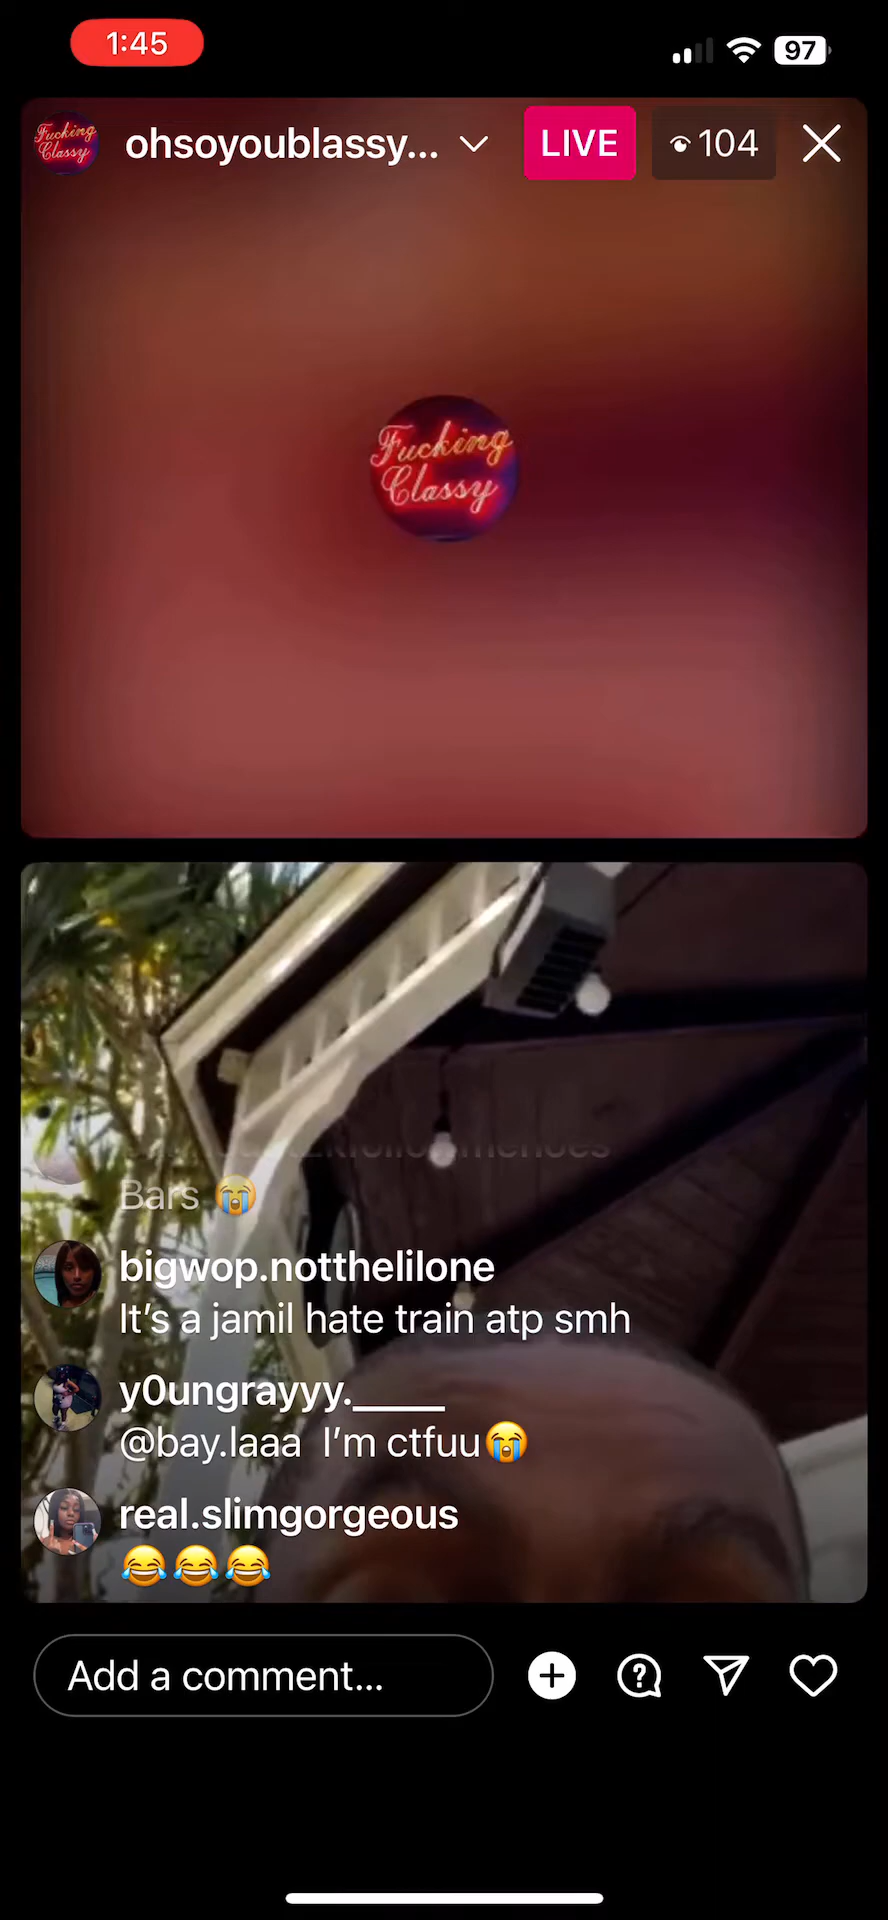 1:45
97
Fucking
Classy
ohsoyoublassy...
LIVE
104
Fucking
Classy
Bars 😭
bigwop.notthelilone
It's a jamil hate train atp smh
y0ungrayyy._____
@bay.laaa I'm ctfuu😭
real.slimgorgeous
😂😂😂
Add a comment...